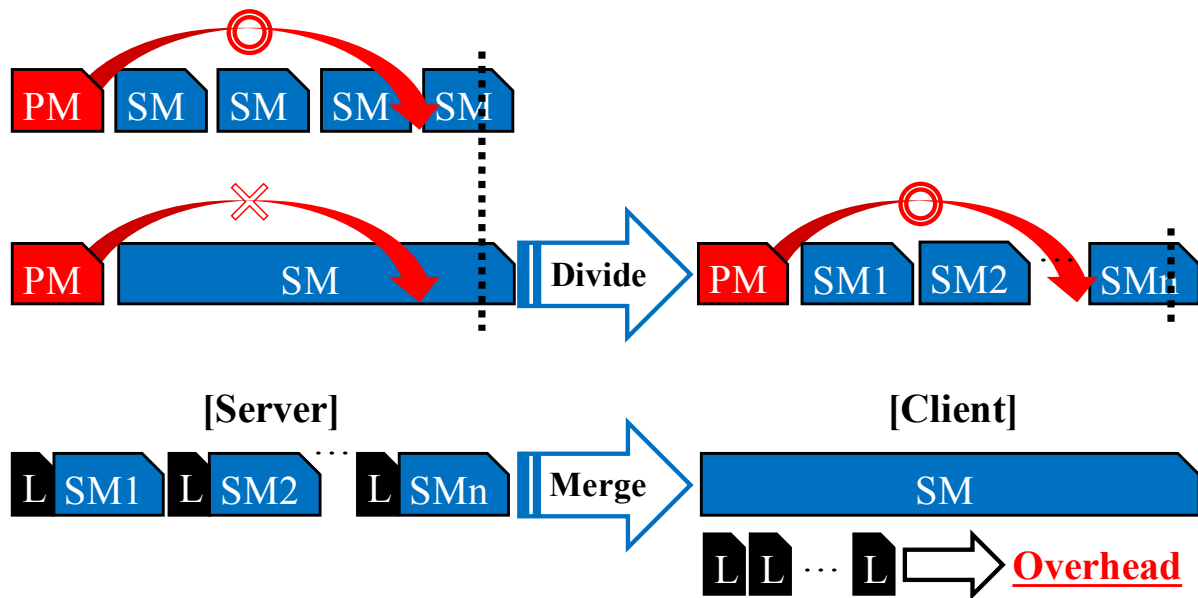 PM SM SM SM SM
PM SM Divide PM SM1 SM2 ... SMn
[Server] [Client]
L SM1 L SM2 ... L SMn Merge SM
L L ... L Overhead